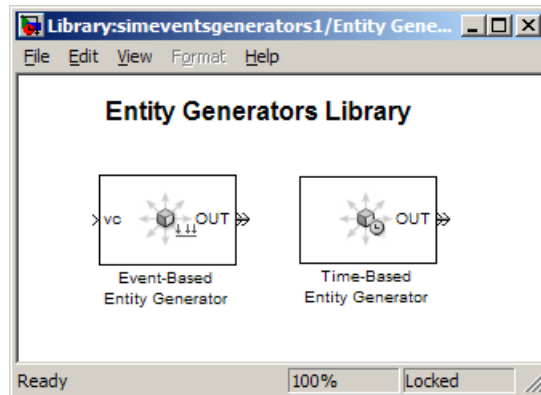 Library:simeventsgenerators1/Entity Gene...
File Edit View Format Help
Entity Generators Library
vc OUT
OUT
Event-Based
Entity Generator
Time-Based
Entity Generator
Ready 100% Locked